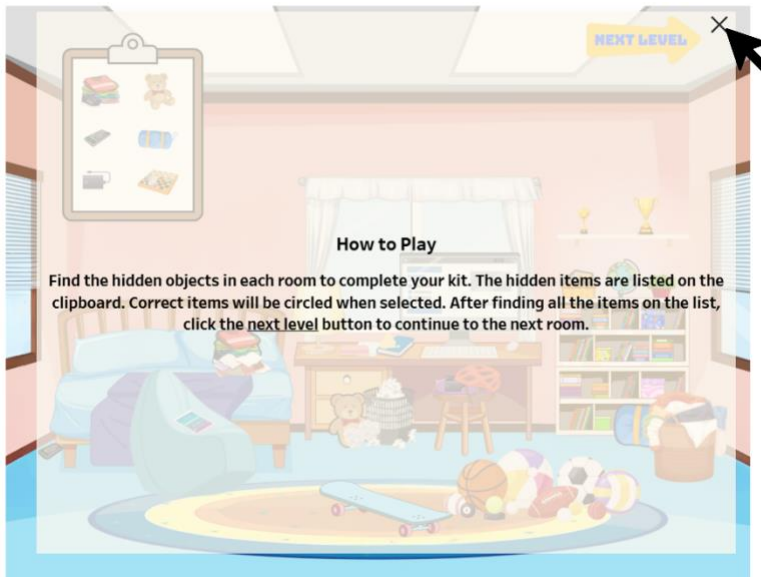 NEXT LEVEL
How to Play
Find the hidden objects in each room to complete your kit. The hidden items are listed on the
clipboard. Correct items will be circled when selected. After finding all the items on the list,
click the next level button to continue to the next room.